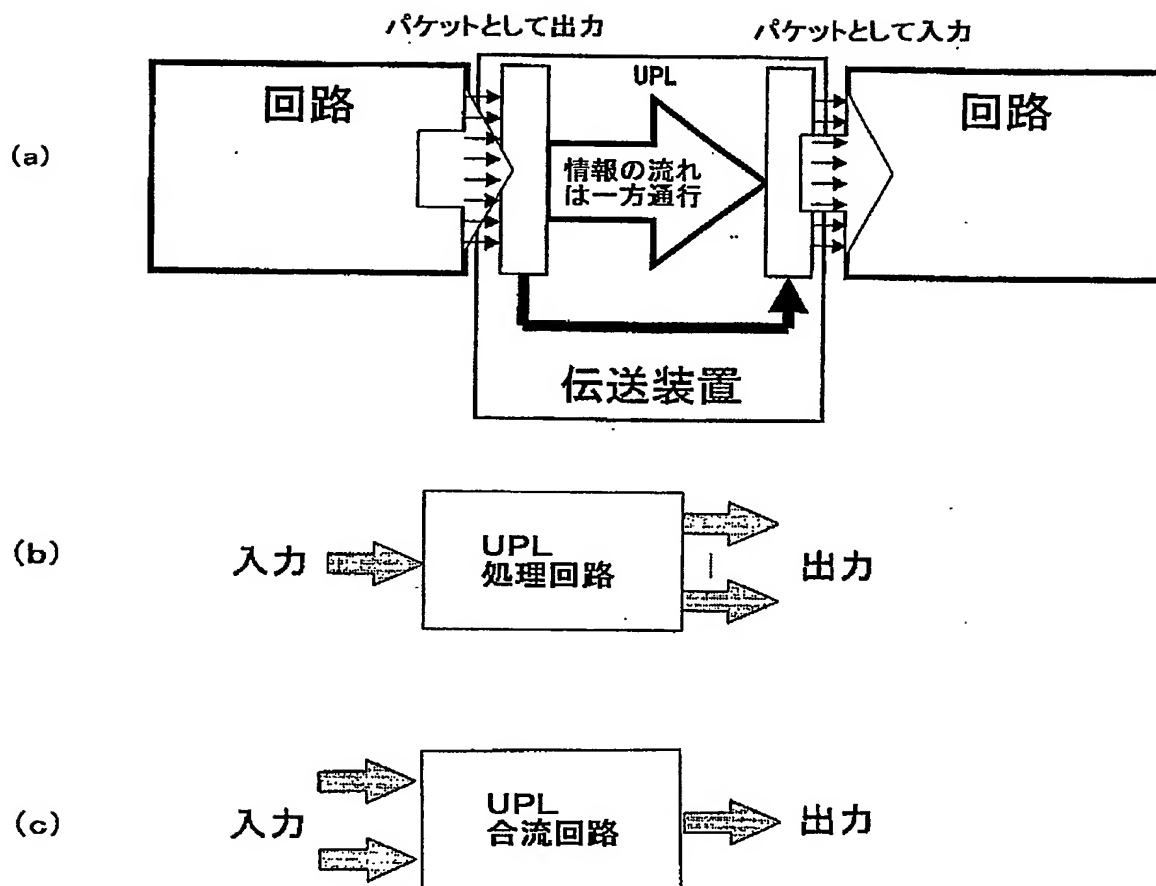 パケットとして出力
パケットとして入力
(a)
回路
UPL
情報の流れ
は一方通行
回路
伝送装置
(b)
入力
UPL
処理回路
出力
(c)
入力
UPL
合流回路
出力